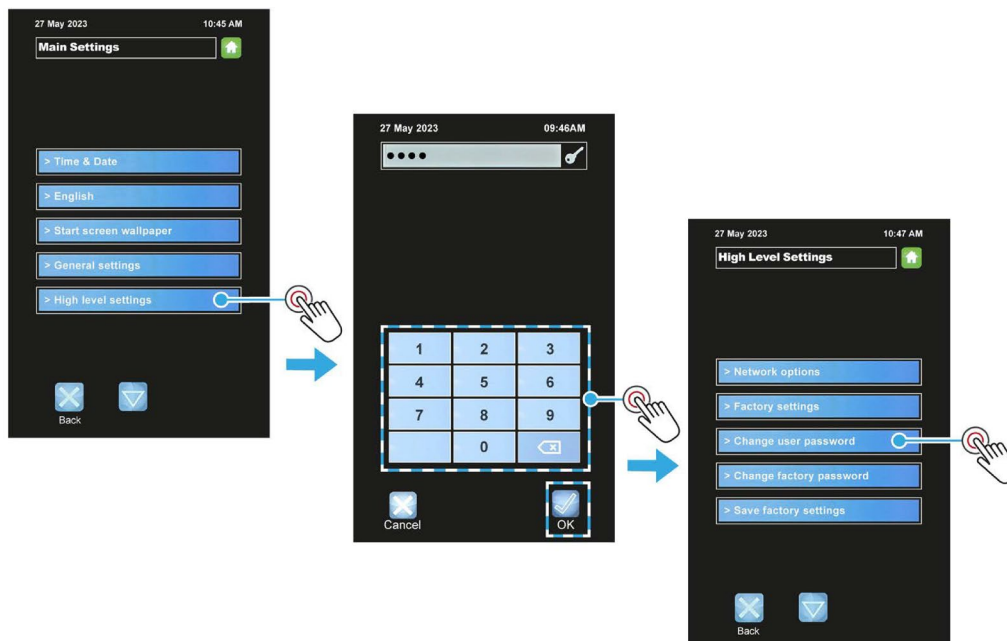 27 May 2023 10:45 AM
Main Settings
> Time & Date
> English
> Start screen wallpaper
> General settings
> High level settings
Back
27 May 2023 09:46AM
1 2 3
4 5 6
7 8 9
0
Cancel OK
27 May 2023 10:47 AM
High Level Settings
> Network options
> Factory settings
> Change user password
> Change factory password
> Save factory settings
Back